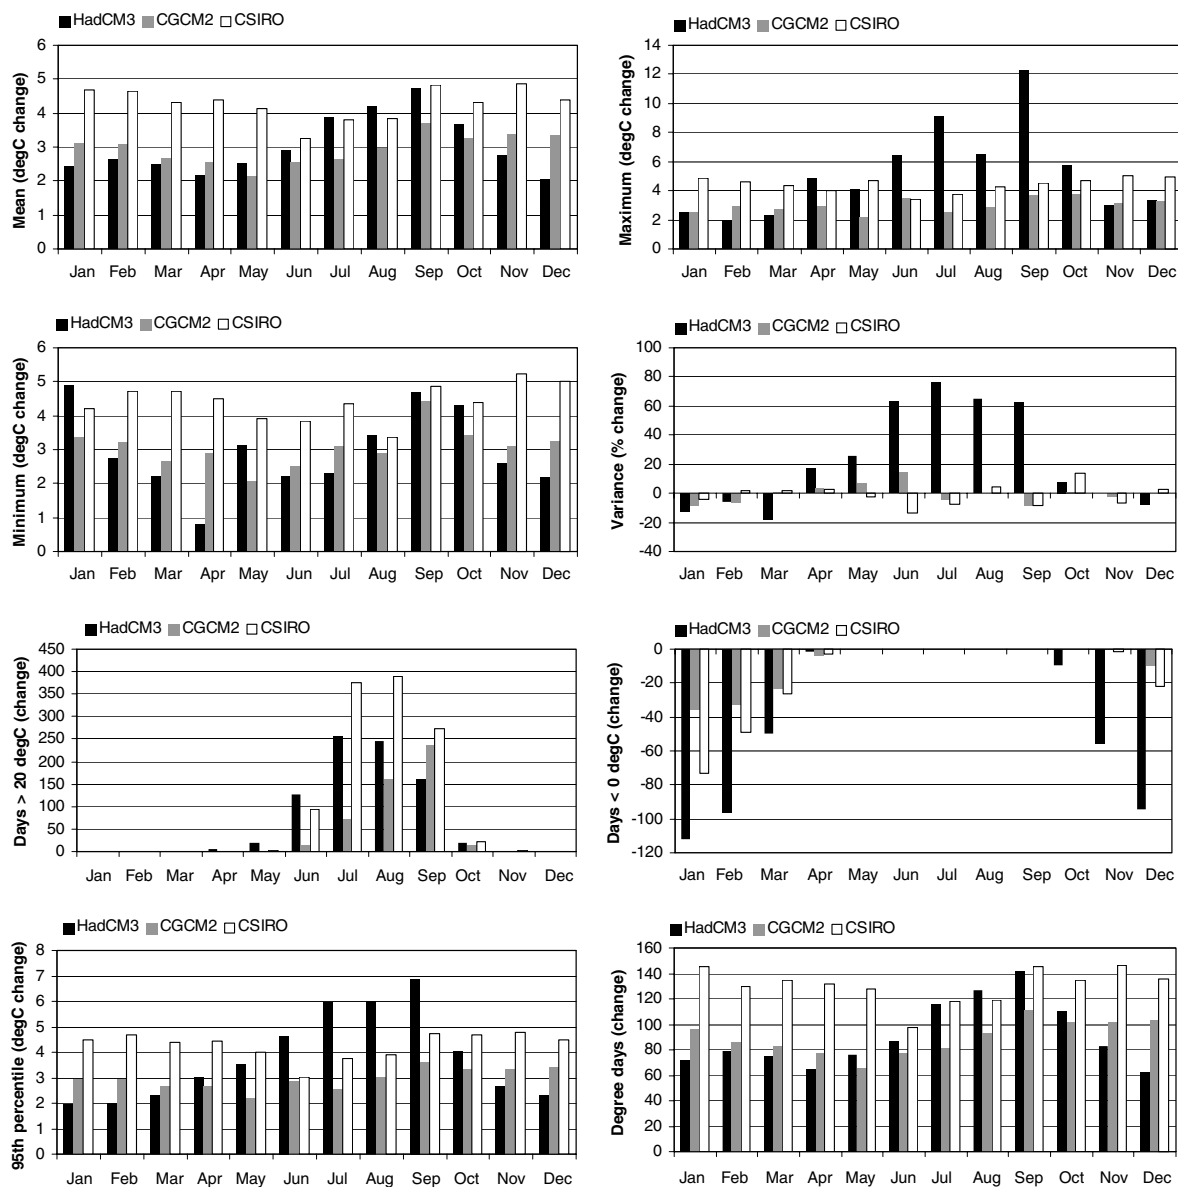 HadCM3 CGCM2 CSIRO
Mean (degC change)
6
5
4
3
2
1
0
Jan Feb Mar Apr May Jun Jul Aug Sep Oct Nov Dec
HadCM3 CGCM2 CSIRO
Maximum (degC change)
14
12
10
8
6
4
2
0
Jan Feb Mar Apr May Jun Jul Aug Sep Oct Nov Dec
HadCM3 CGCM2 CSIRO
Minimum (degC change)
6
5
4
3
2
1
0
Jan Feb Mar Apr May Jun Jul Aug Sep Oct Nov Dec
HadCM3 CGCM2 CSIRO
Variance (% change)
100
80
60
40
20
0
-20
-40
Jan Feb Mar Apr May Jun Jul Aug Sep Oct Nov Dec
HadCM3 CGCM2 CSIRO
Days > 20 degC (change)
450
400
350
300
250
200
150
100
50
0
Jan Feb Mar Apr May Jun Jul Aug Sep Oct Nov Dec
HadCM3 CGCM2 CSIRO
Days < 0 degC (change)
0
-20
-40
-60
-80
-100
-120
Jan Feb Mar Apr May Jun Jul Aug Sep Oct Nov Dec
HadCM3 CGCM2 CSIRO
95th percentile (degC change)
8
7
6
5
4
3
2
1
0
Jan Feb Mar Apr May Jun Jul Aug Sep Oct Nov Dec
HadCM3 CGCM2 CSIRO
Degree days (change)
160
140
120
100
80
60
40
20
0
Jan Feb Mar Apr May Jun Jul Aug Sep Oct Nov Dec